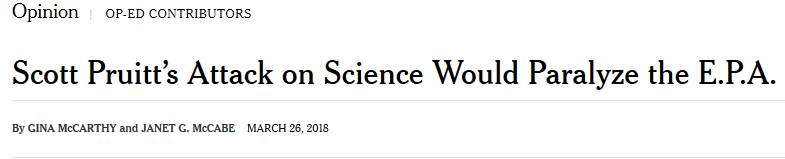 Opinion | OP-ED CONTRIBUTORS
Scott Pruitt’s Attack on Science Would Paralyze the E.P.A.
By GINA McCARTHY and JANET G. McCABE MARCH 26, 2018